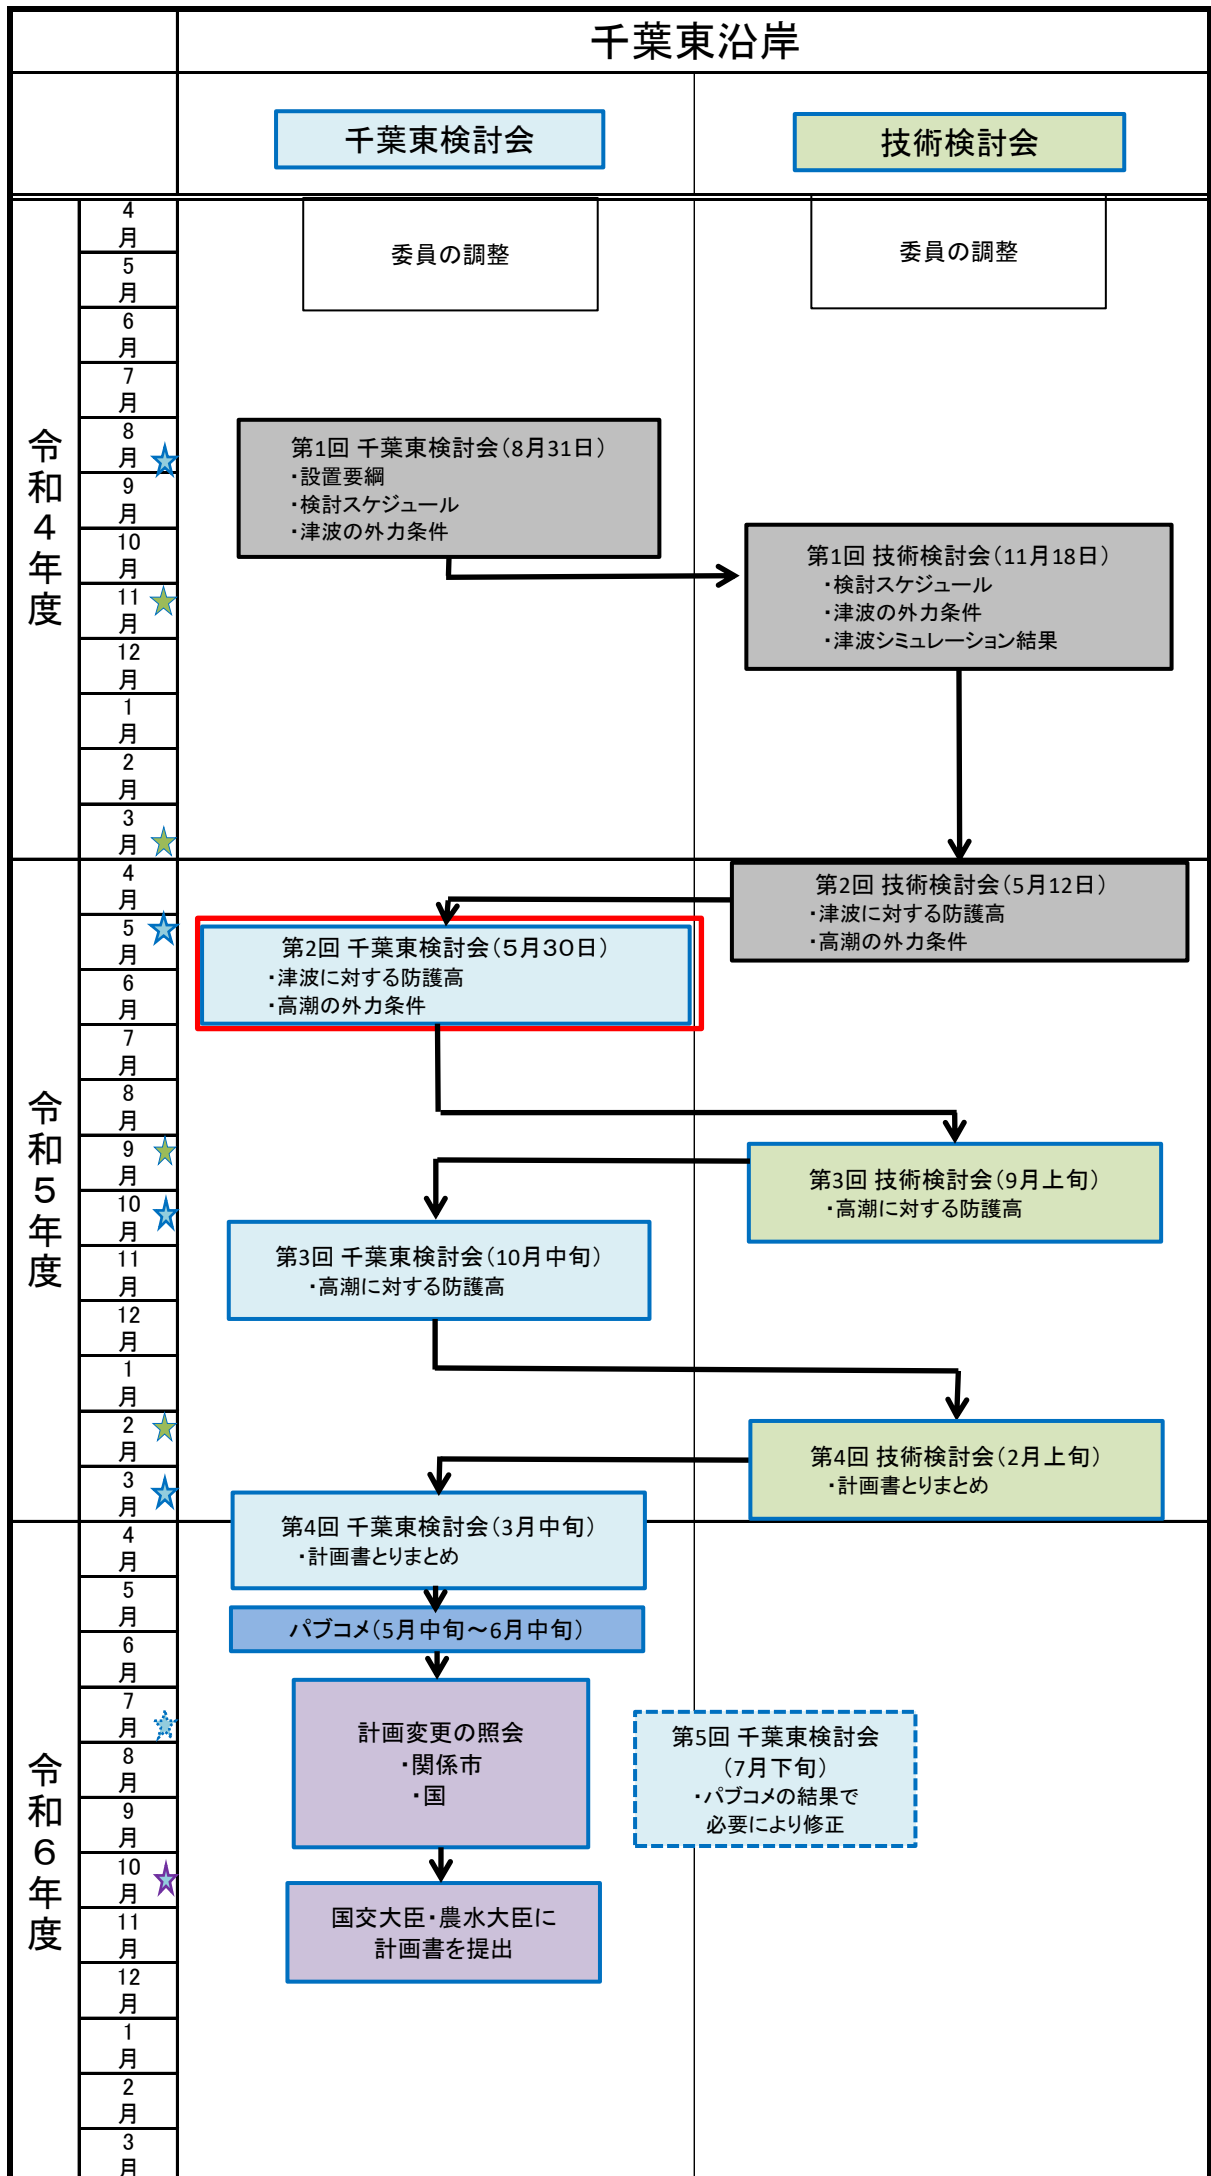 千葉東沿岸
千葉東検討会
技術検討会
令和4年度
4
月
5
月
6
月
7
月
8
月
9
月
10
月
11
月
12
月
1
月
2
月
3
月
委員の調整
委員の調整
第1回 千葉東検討会（8月31日）
・設置要綱
・検討スケジュール
・津波の外力条件
第1回 技術検討会（11月18日）
・検討スケジュール
・津波の外力条件
・津波シミュレーション結果
令和5年度
4
月
5
月
6
月
7
月
8
月
9
月
10
月
11
月
12
月
1
月
2
月
3
月
第2回 技術検討会（5月12日）
・津波に対する防護高
・高潮の外力条件
第2回 千葉東検討会（5月30日）
・津波に対する防護高
・高潮の外力条件
第3回 技術検討会（9月上旬）
・高潮に対する防護高
第3回 千葉東検討会（10月中旬）
・高潮に対する防護高
第4回 技術検討会（2月上旬）
・計画書とりまとめ
第4回 千葉東検討会（3月中旬）
・計画書とりまとめ
令和6年度
4
月
5
月
6
月
7
月
8
月
9
月
10
月
11
月
12
月
1
月
2
月
3
月
パブコメ（5月中旬～6月中旬）
計画変更の照会
・関係市
・国
第5回 千葉東検討会
（7月下旬）
・パブコメの結果で
必要により修正
国交大臣・農水大臣に
計画書を提出